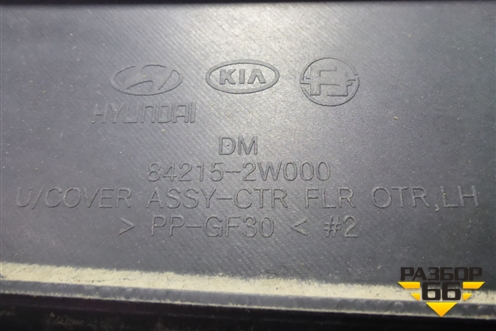 HYUNDAI KIA
DM
84215-2W000
U/COVER ASSY-CTR FLR OTR,LH
> PP-GF30 < #2
РАЗБОР
66